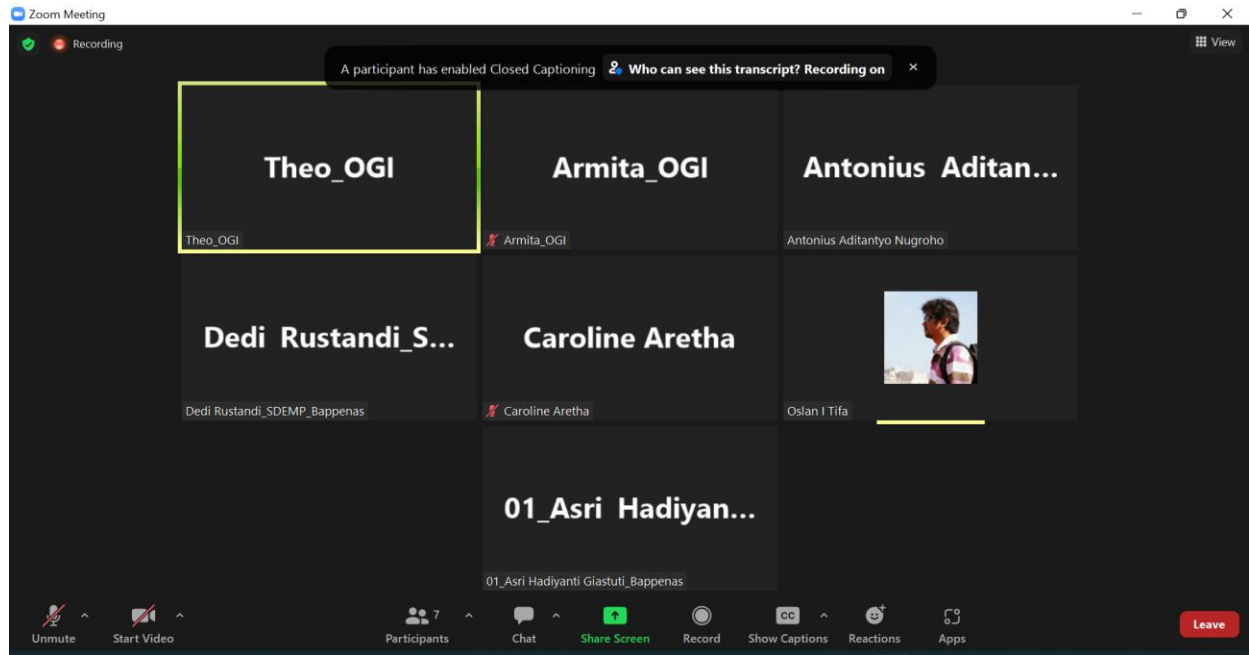 Zoom Meeting
Recording
View
A participant has enabled Closed Captioning Who can see this transcript? Recording on
Theo_OGI
Armita_OGI
Antonius Aditan...
Theo_OGI
Armita_OGI
Antonius Aditantyo Nugroho
Dedi Rustandi_S...
Caroline Aretha
Dedi Rustandi_SDEMP_Bappenas
Caroline Aretha
Oslan I Tifa
01_Asri Hadiyan...
01_Asri Hadiyanti Giastuti_Bappenas
7
CC
Unmute
Start Video
Participants
Chat
Share Screen
Record
Show Captions
Reactions
Apps
Leave